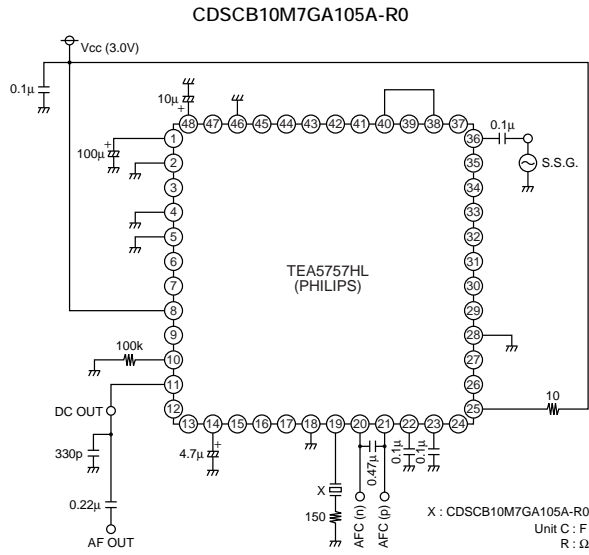 CDSCB10M7GA105A-R0
Vcc (3.0V)
0.1μ
10μ
+
48 47 46 45 44 43 42 41 40 39 38 37
+
100μ
1
2
3
4
5
6
7
8
9
10
11
12
36
35
34
33
32
31
30
29
28
27
26
25
0.1μ
S.S.G.
TEA5757HL
(PHILIPS)
100k
10
DC OUT
13 14 15 16 17 18 19 20 21 22 23 24
330p
4.7μ
+
0.47μ
0.1μ
0.1μ
0.22μ
X
150
AFC (n)
AFC (p)
AF OUT
X : CDSCB10M7GA105A-R0
Unit C : F
R : Ω